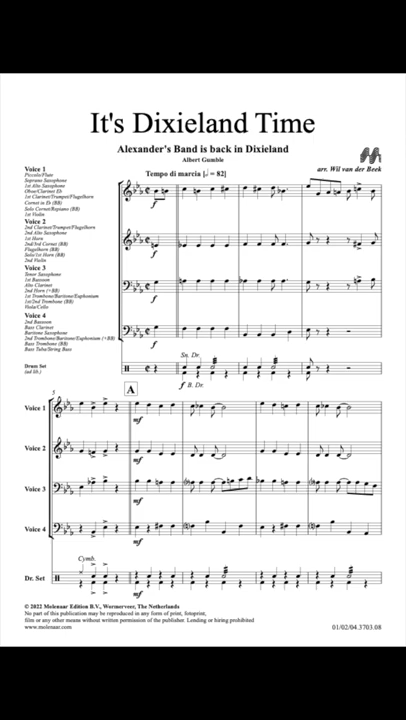 It's Dixieland Time
Alexander's Band is back in Dixieland
Albert Gumble
arr. Wil van der Beek
Tempo di marcia [♩ = 82]
Voice 1
Piccolo/Flute
Soprano Saxophone
1st Alto Saxophone
Oboe/Clarinet Eb
1st Clarinet/Trumpet/Flugelhorn
Cornet in Eb (BB)
Solo Cornet/Repiano (BB)
1st Violin
Voice 2
2nd Clarinet/Trumpet/Flugelhorn
2nd Alto Saxophone
1st Horn
2nd/3rd Cornet (BB)
Flugelhorn (BB)
Solo/1st Horn (BB)
2nd Violin
Voice 3
Tenor Saxophone
1st Bassoon
Alto Clarinet
2nd Horn (+BB)
1st Trombone/Baritone/Euphonium
1st/2nd Trombone (BB)
Viola/Cello
Voice 4
2nd Bassoon
Bass Clarinet
Baritone Saxophone
2nd Trombone/Baritone/Euphonium (+BB)
Bass Trombone (BB)
Bass Tuba/String Bass
Drum Set
(ad lib.)
f
f
f
f
Sn. Dr.
f B. Dr.
5
A
Voice 1
mf
Voice 2
mf
Voice 3
mf
Voice 4
mf
Cymb.
Dr. Set
mf
© 2022 Molenaar Edition B.V., Wormerveer, The Netherlands
No part of this publication may be reproduced in any form of print, fotoprint,
film or any other means without written permission of the publisher. Lending or hiring prohibited
www.molenaar.com
01/02/04.3703.08